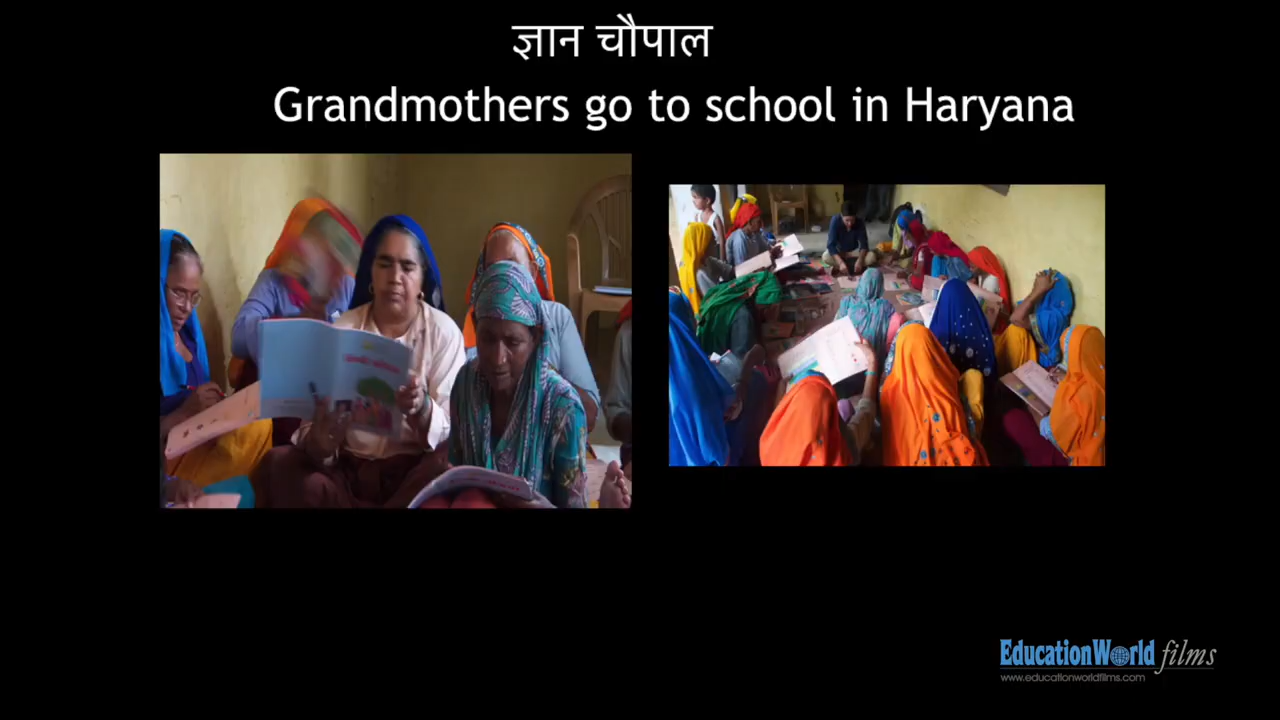 ज्ञान चौपाल
Grandmothers go to school in Haryana
EducationWorld films
www.educationworldfilms.com